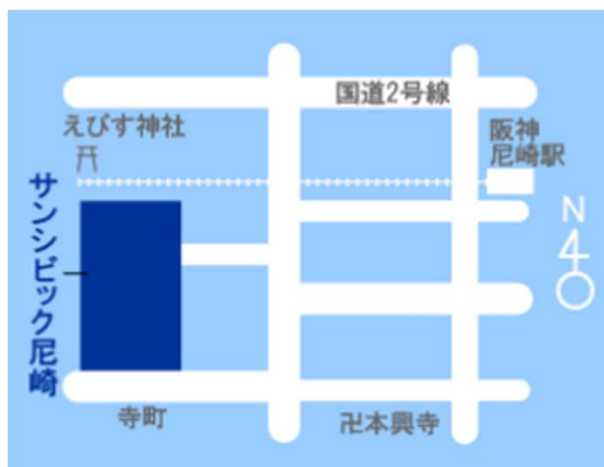 国道2号線
えびす神社
阪神
尼崎駅
サンシビック尼崎
N
寺町
卍本興寺